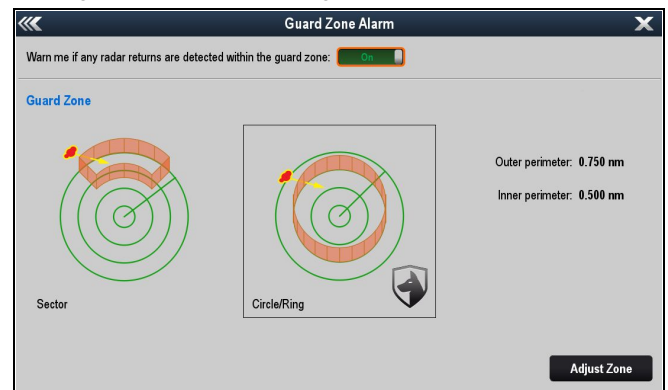 Guard Zone Alarm
Warn me if any radar returns are detected within the guard zone: On
Guard Zone
Outer perimeter: 0.750 nm
Inner perimeter: 0.500 nm
Sector
Circle/Ring
Adjust Zone